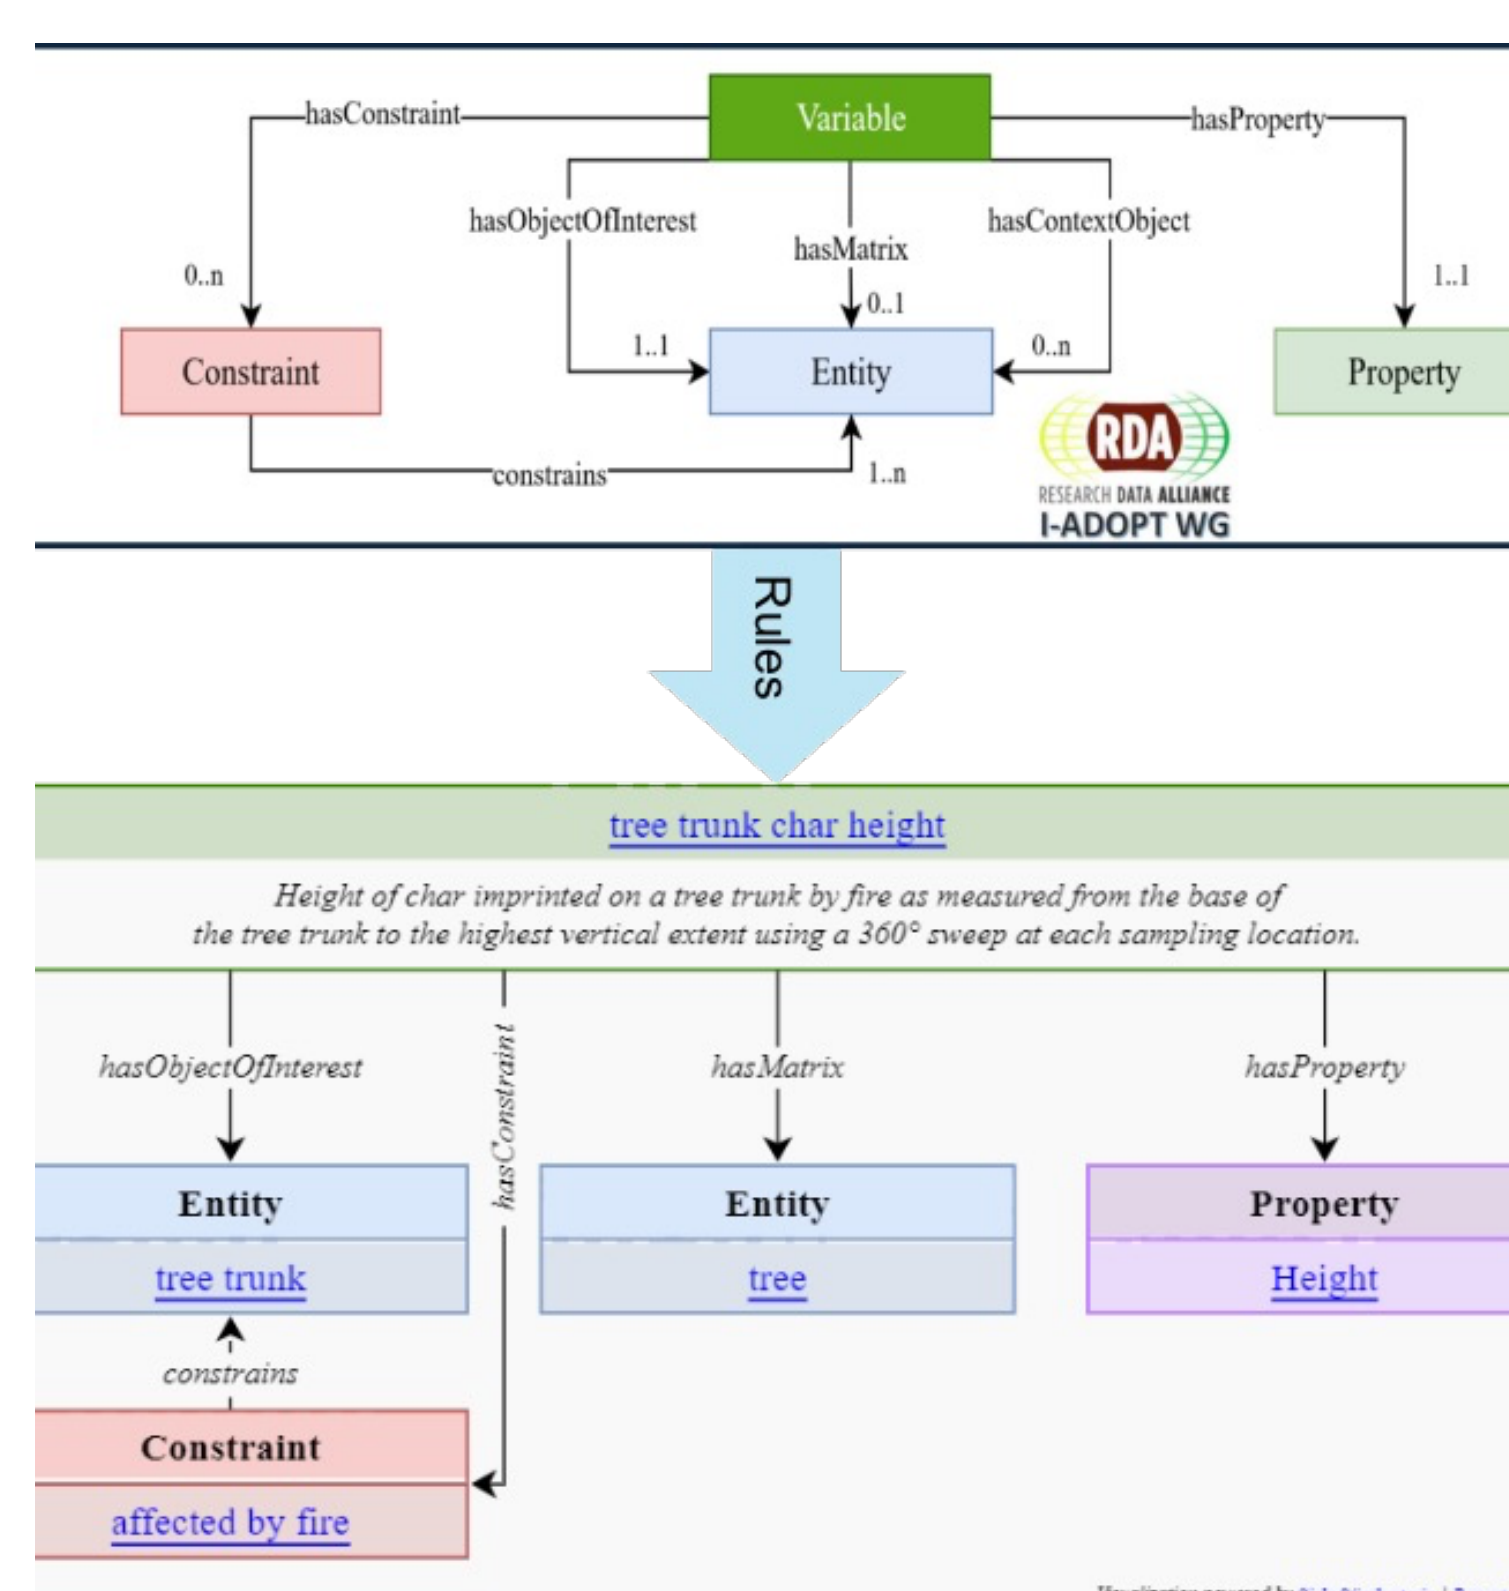 Variable
hasConstraint
hasProperty
hasObjectOfInterest
hasContextObject
hasMatrix
0..n
1..1
0..1
1..1
0..n
Constraint
Entity
Property
RDA
constrains
1..n
RESEARCH DATA ALLIANCE
I-ADOPT WG
Rules
tree trunk char height
Height of char imprinted on a tree trunk by fire as measured from the base of
the tree trunk to the highest vertical extent using a 360° sweep at each sampling location.
hasObjectOfInterest
hasConstraint
hasMatrix
hasProperty
Entity
Entity
Property
tree trunk
tree
Height
constrains
Constraint
affected by fire